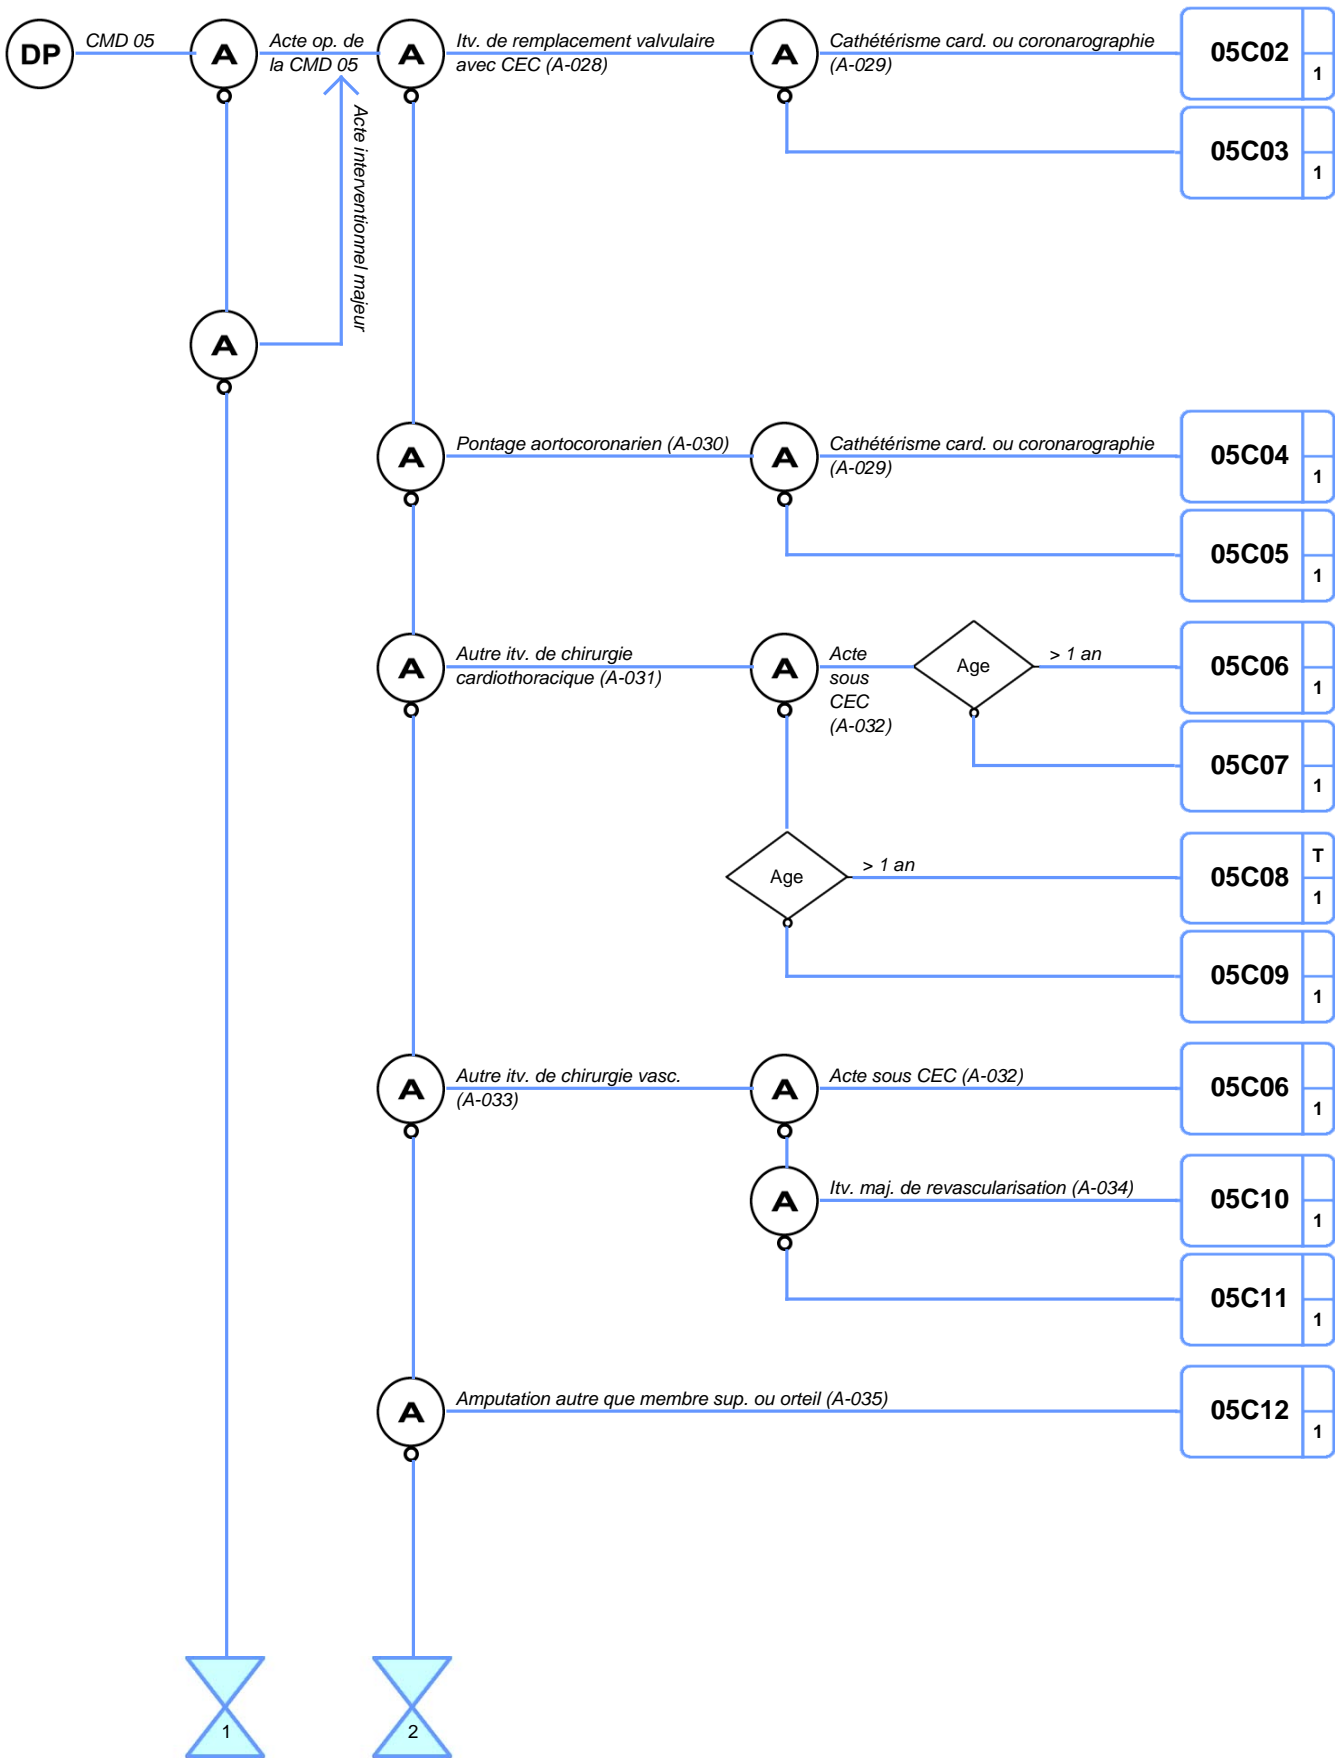 DP
CMD 05
A
Acte op. de
la CMD 05
A
Itv. de remplacement valvulaire
avec CEC (A-028)
A
Cathétérisme card. ou coronarographie
(A-029)
05C02
1
05C03
1
Acte interventionnel majeur
A
A
Pontage aortocoronarien (A-030)
A
Cathétérisme card. ou coronarographie
(A-029)
05C04
1
05C05
1
A
Autre itv. de chirurgie
cardiothoracique (A-031)
A
Acte
sous
CEC
(A-032)
Age
> 1 an
05C06
1
05C07
1
Age
> 1 an
05C08
T
1
05C09
1
A
Autre itv. de chirurgie vasc.
(A-033)
A
Acte sous CEC (A-032)
05C06
1
A
Itv. maj. de revascularisation (A-034)
05C10
1
05C11
1
A
Amputation autre que membre sup. ou orteil (A-035)
05C12
1
1
2